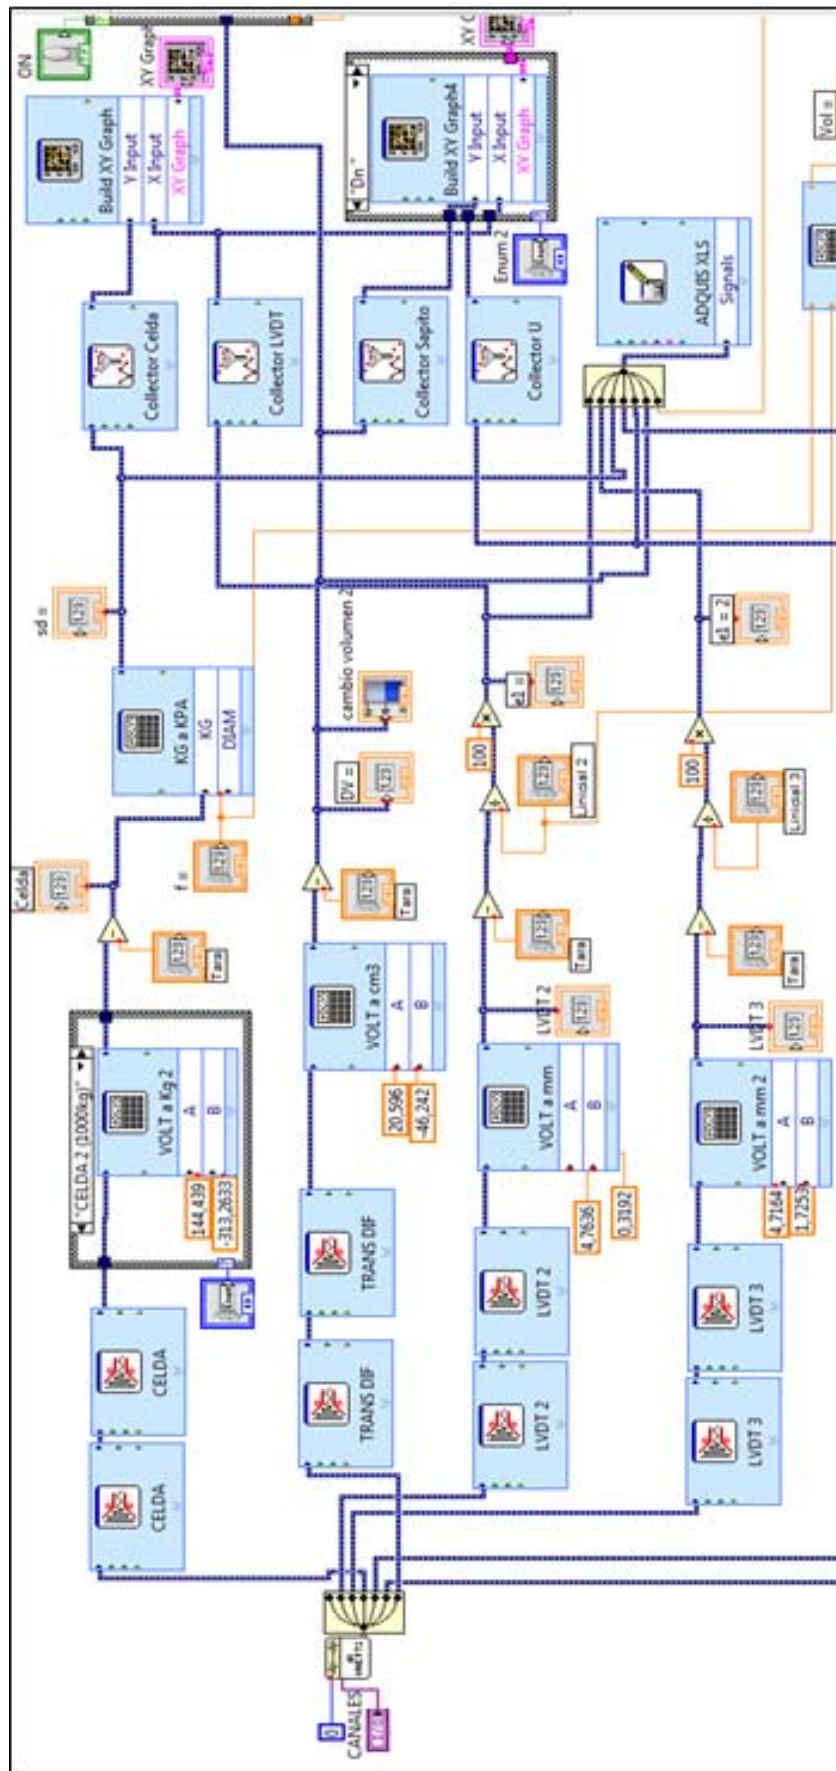 CANALES
0
CELDA
CELDA
"CELDA 2 (1000kg)"
VOLT a Kg 2
A
B
144,439
-313,2633
Tara
Celda
f =
KG a KPA
KG
DIAM
sd =
Collector Celda
Build XY Graph
Y Input
X Input
XY Graph
XY Graph
ON
TRANS DIF
TRANS DIF
VOLT a cm3
A
B
20,596
-46,242
Tara
DV =
cambio volumen 2
Collector LVDT
Collector Sapito
Collector U
"Dn"
Build XY Graph4
Y Input
X Input
XY Graph
Enum 2
LVDT 2
LVDT 2
VOLT a mm
A
B
4,7636
0,3192
LVDT 2
Tara
Linicial 2
100
e1 =
LVDT 3
LVDT 3
VOLT a mm 2
A
B
4,7164
1,7253
LVDT 3
Tara
Linicial 3
100
e1 = 2
ADQUIS XLS
Signals
Vol =